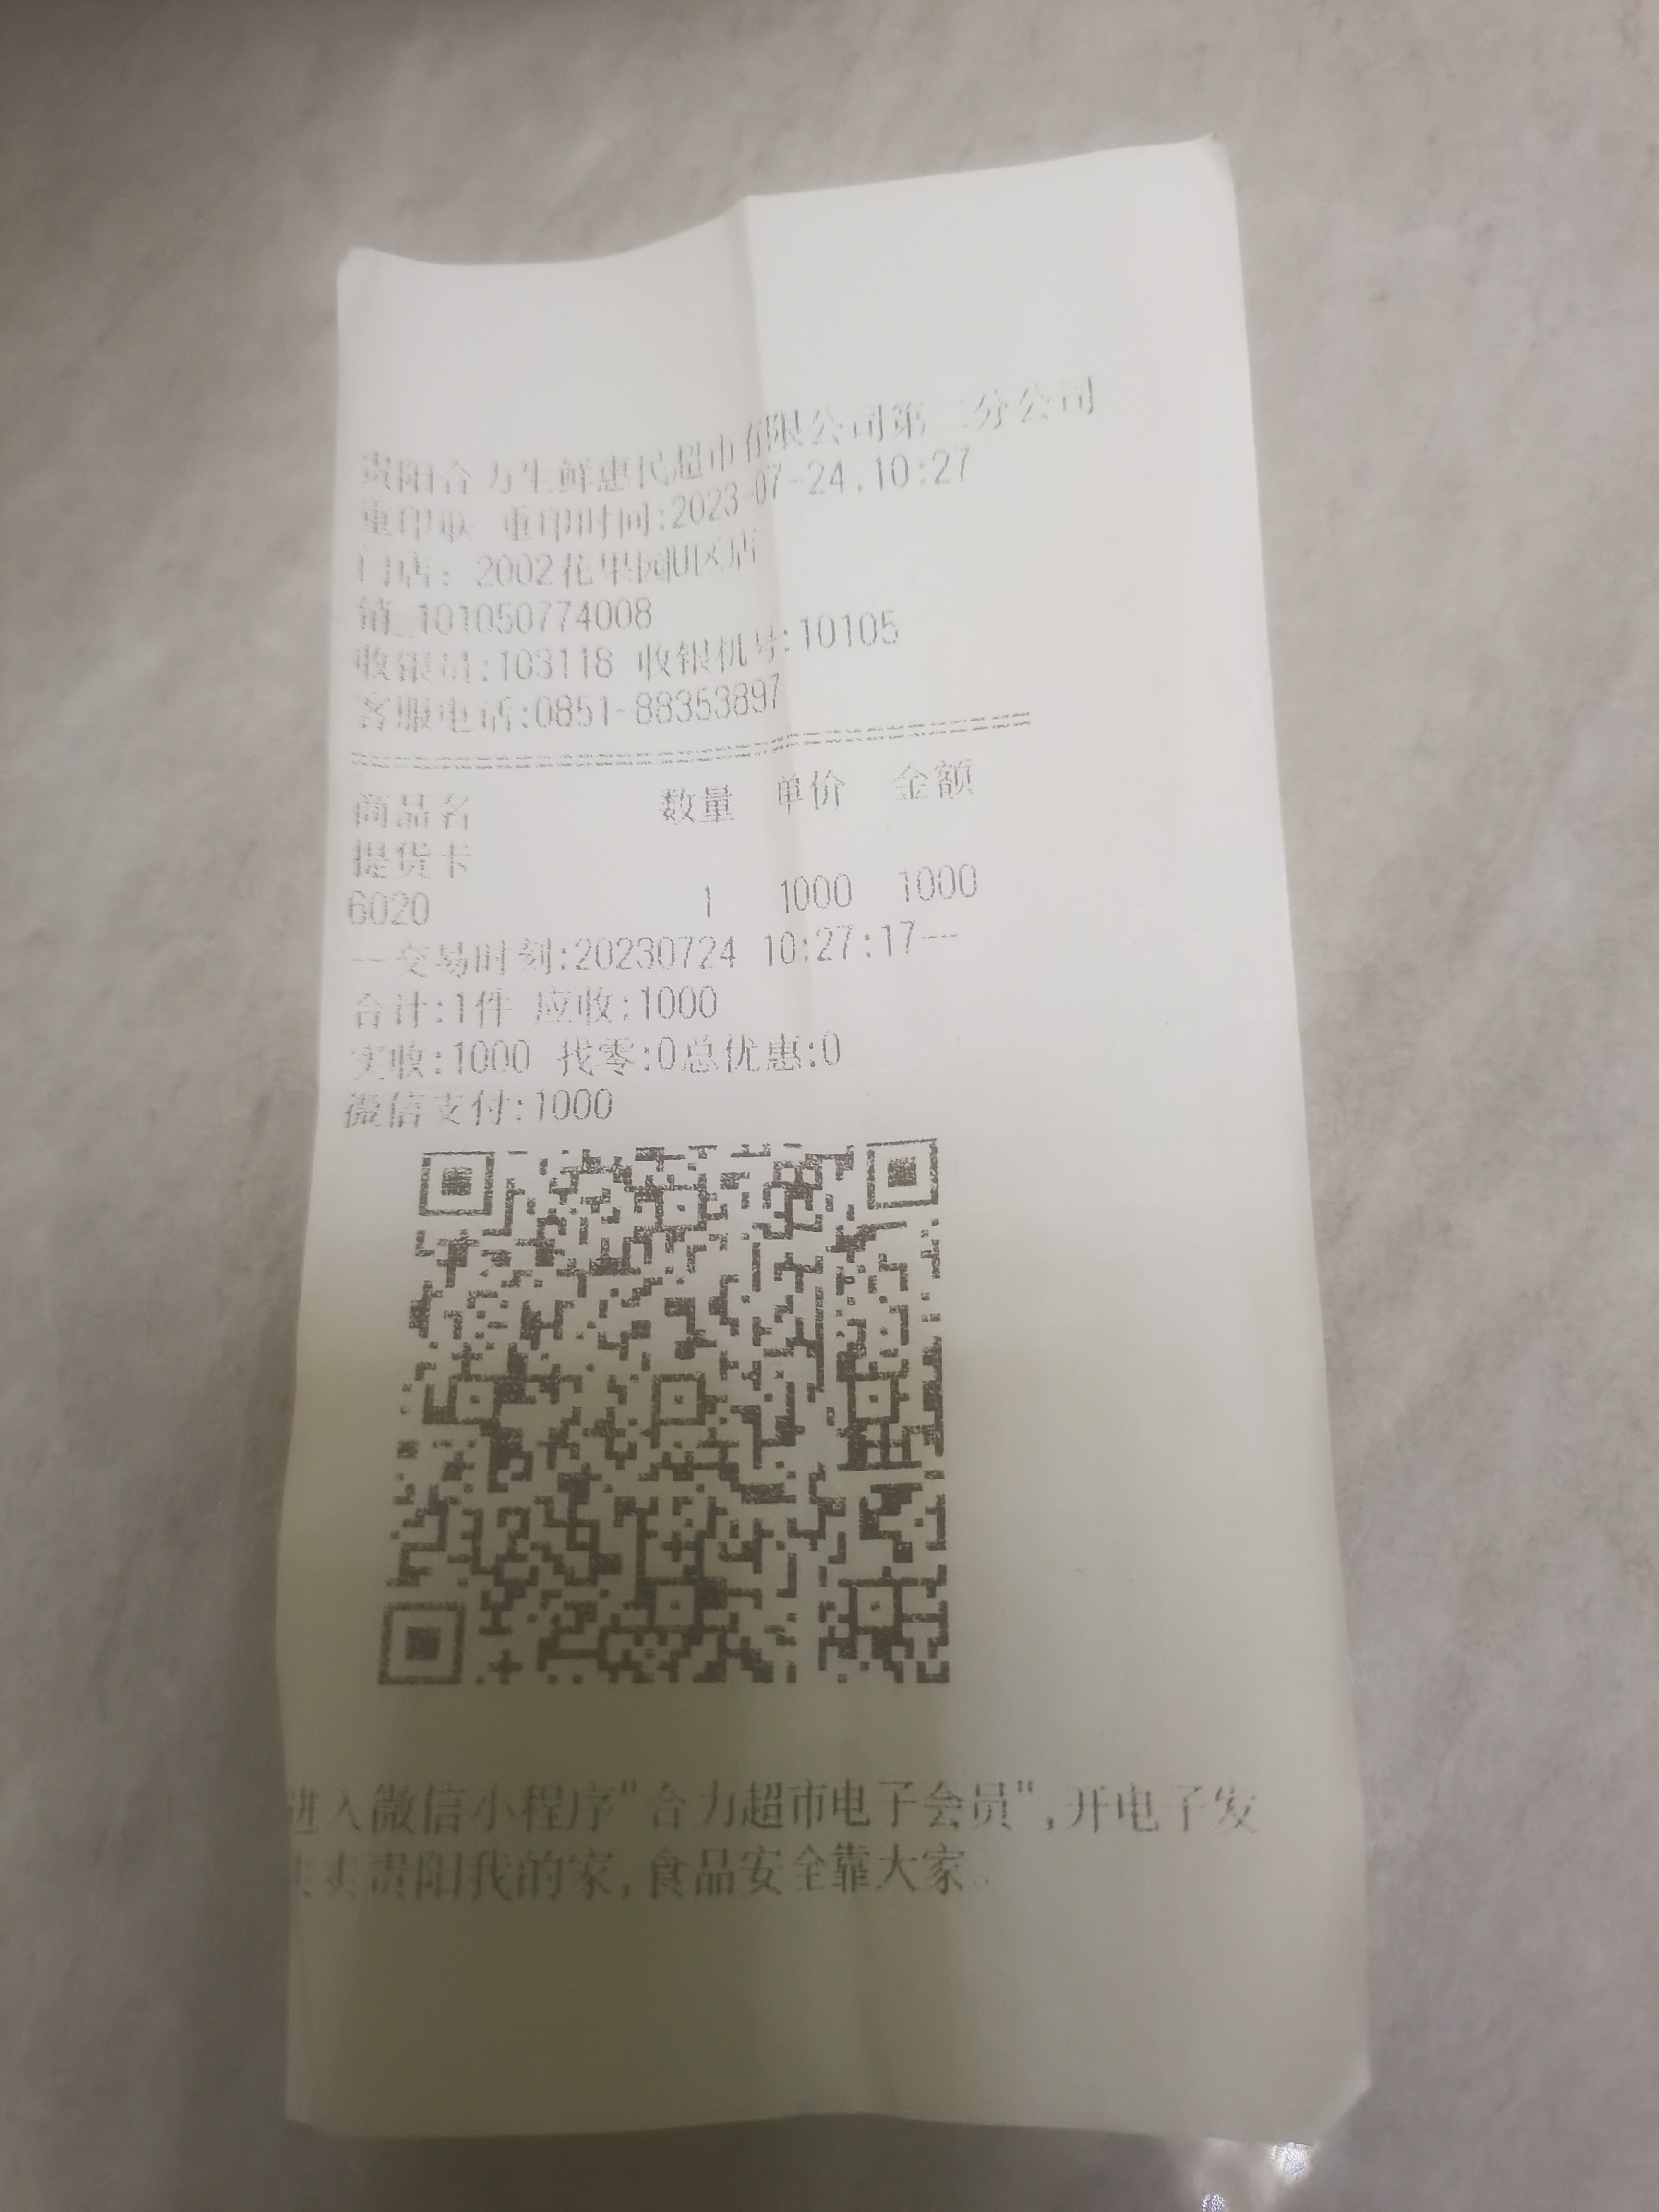 贵阳合力生鲜惠民超市有限公司第二分公司
重印联 重印时间:2023-07-24.10:27
门店: 2002花果园U区店
销_101050774008
收银员:103118 收银机号:10105
客服电话:0851-88353897
商品名 数量 单价 金额
提货卡
6020 1 1000 1000
--交易时刻:20230724 10:27:17--
合计:1件 应收:1000
实收:1000 找零:0总优惠:0
微信支付:1000
进入微信小程序"合力超市电子会员",开电子发
爽爽贵阳我的家,食品安全靠大家。